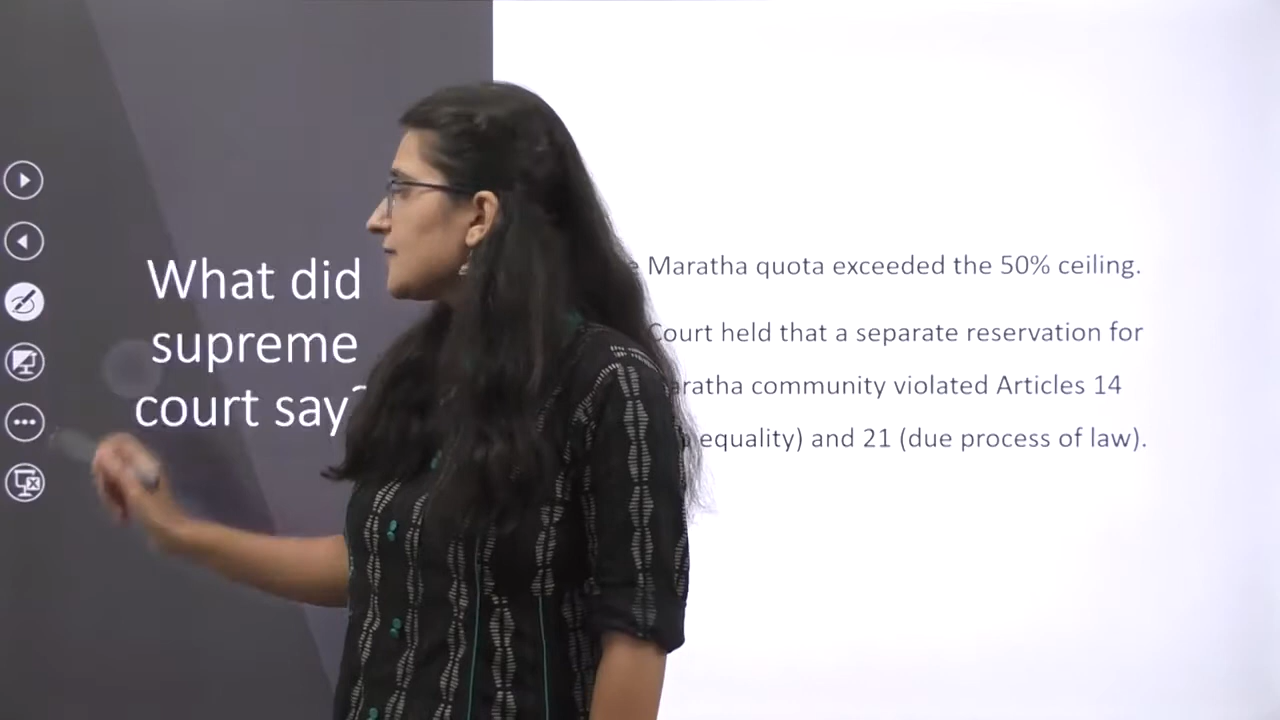 What did
supreme
court say?
Maratha quota exceeded the 50% ceiling.
Court held that a separate reservation for
aratha community violated Articles 14
equality) and 21 (due process of law).